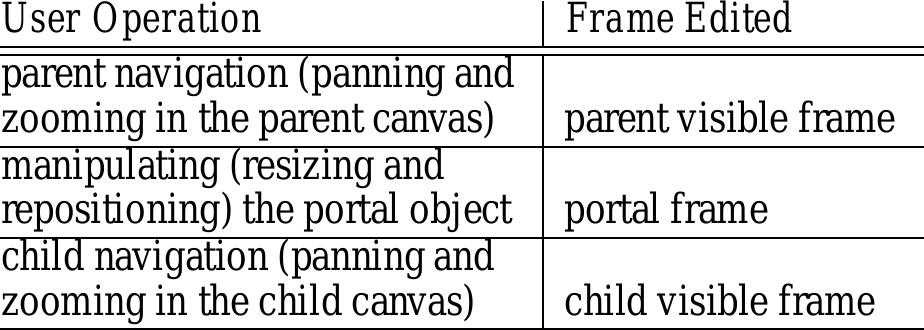 User Operation Frame Edited
parent navigation (panning and
zooming in the parent canvas) parent visible frame
manipulating (resizing and
repositioning) the portal object portal frame
child navigation (panning and
zooming in the child canvas) child visible frame